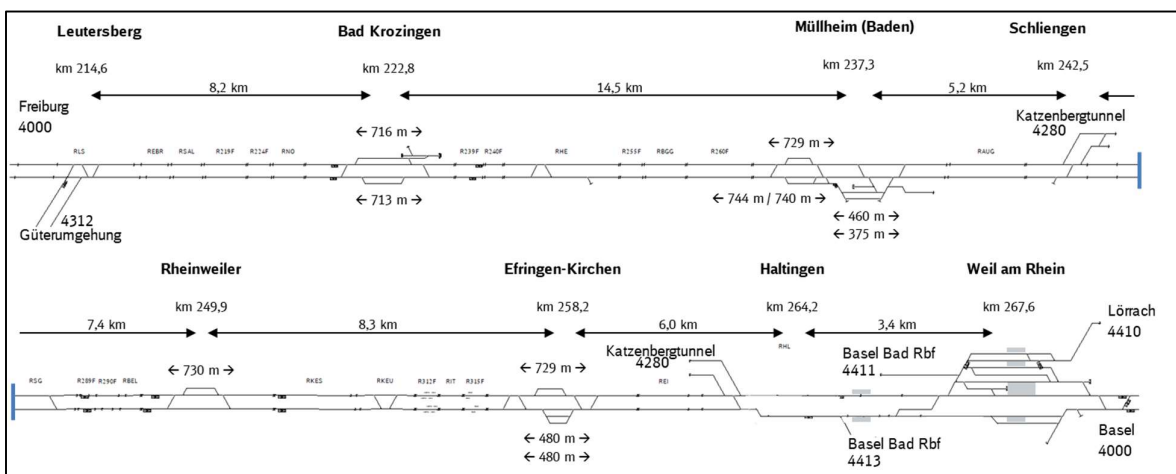 Leutersberg Bad Krozingen Müllheim (Baden) Schliengen
km 214,6 km 222,8 km 237,3 km 242,5
8,2 km 14,5 km 5,2 km
Freiburg
4000
Katzenbergtunnel
4280
← 716 m → ← 729 m →
RLS REBR RSAL R219F R224F RNO R239F R240F RHE R255F RBGG R260F RAUG
← 713 m → ← 744 m / 740 m →
4312
Güterumgehung
← 460 m →
← 375 m →
Rheinweiler Efringen-Kirchen Haltingen Weil am Rhein
km 249,9 km 258,2 km 264,2 km 267,6
7,4 km 8,3 km 6,0 km 3,4 km
Lörrach
4410
RHL
Katzenbergtunnel
4280
Basel Bad Rbf
4411
← 730 m → ← 729 m →
RSG R289F R290F RBEL RKES RKEU R312F RIT R315F REI
← 480 m →
← 480 m →
Basel Bad Rbf
4413
Basel
4000